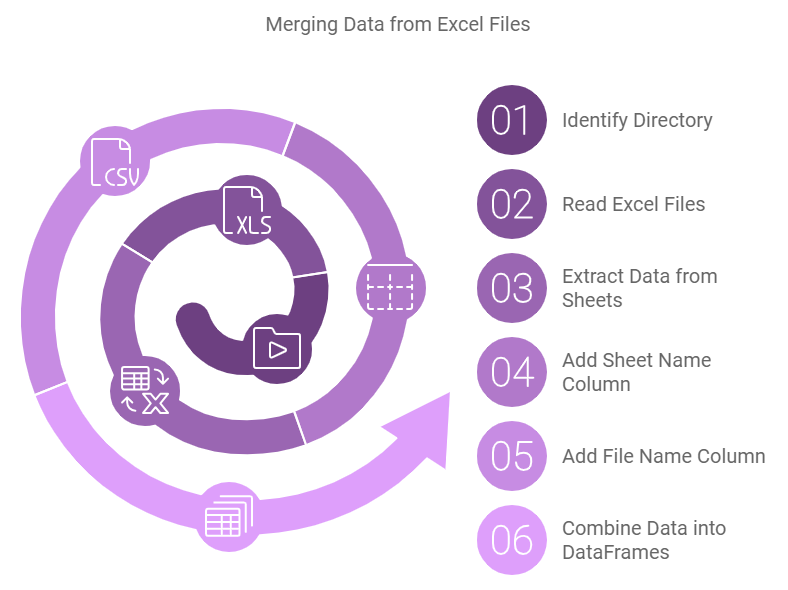 Merging Data from Excel Files
CSV
XLS
01
Identify Directory
02
Read Excel Files
03
Extract Data from
Sheets
04
Add Sheet Name
Column
05
Add File Name Column
06
Combine Data into
DataFrames